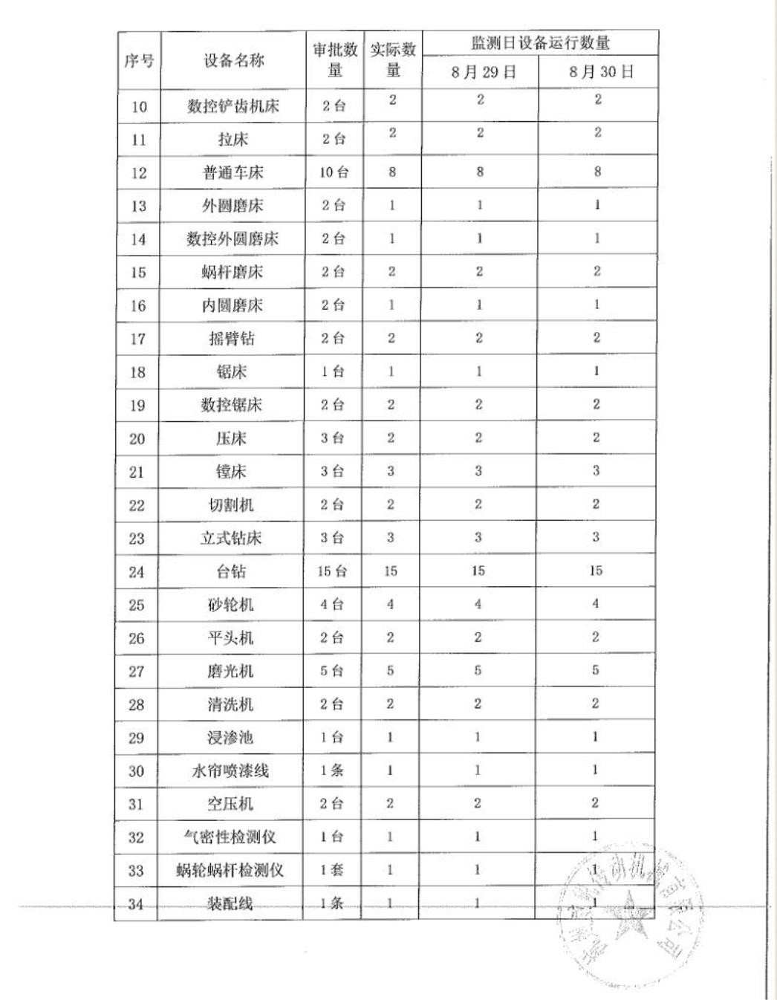 序号 设备名称 审批数量 实际数量 监测日设备运行数量
8月29日 8月30日
10 数控铲齿机床 2台 2 2 2
11 拉床 2台 2 2 2
12 普通车床 10台 8 8 8
13 外圆磨床 2台 1 1 1
14 数控外圆磨床 2台 1 1 1
15 蜗杆磨床 2台 2 2 2
16 内圆磨床 2台 1 1 1
17 摇臂钻 2台 2 2 2
18 锯床 1台 1 1 1
19 数控锯床 2台 2 2 2
20 压床 3台 2 2 2
21 镗床 3台 3 3 3
22 切割机 2台 2 2 2
23 立式钻床 3台 3 3 3
24 台钻 15台 15 15 15
25 砂轮机 4台 4 4 4
26 平头机 2台 2 2 2
27 磨光机 5台 5 5 5
28 清洗机 2台 2 2 2
29 浸渗池 1台 1 1 1
30 水帘喷漆线 1条 1 1 1
31 空压机 2台 2 2 2
32 气密性检测仪 1台 1 1 1
33 蜗轮蜗杆检测仪 1套 1 1 1
34 装配线 1条 1 1 1
传动机械有限公司